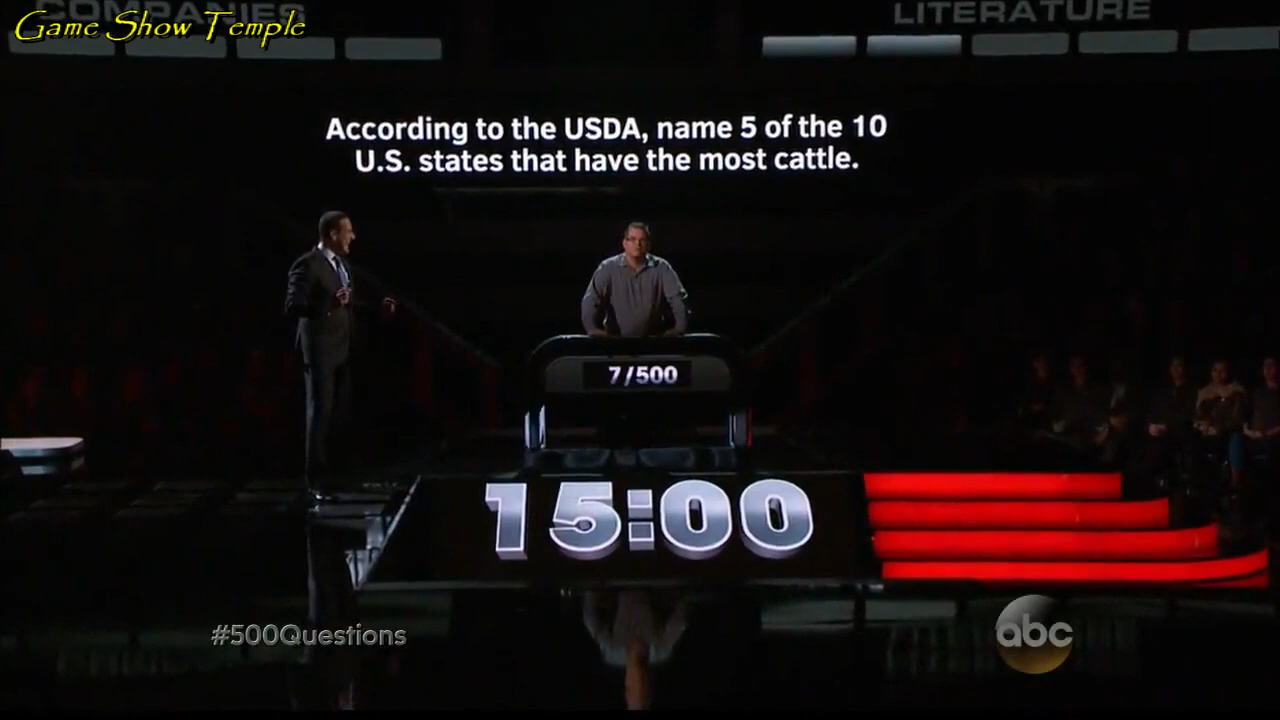 COMPANIES
Game Show Temple
LITERATURE
According to the USDA, name 5 of the 10
U.S. states that have the most cattle.
7/500
15:00
#500Questions
abc